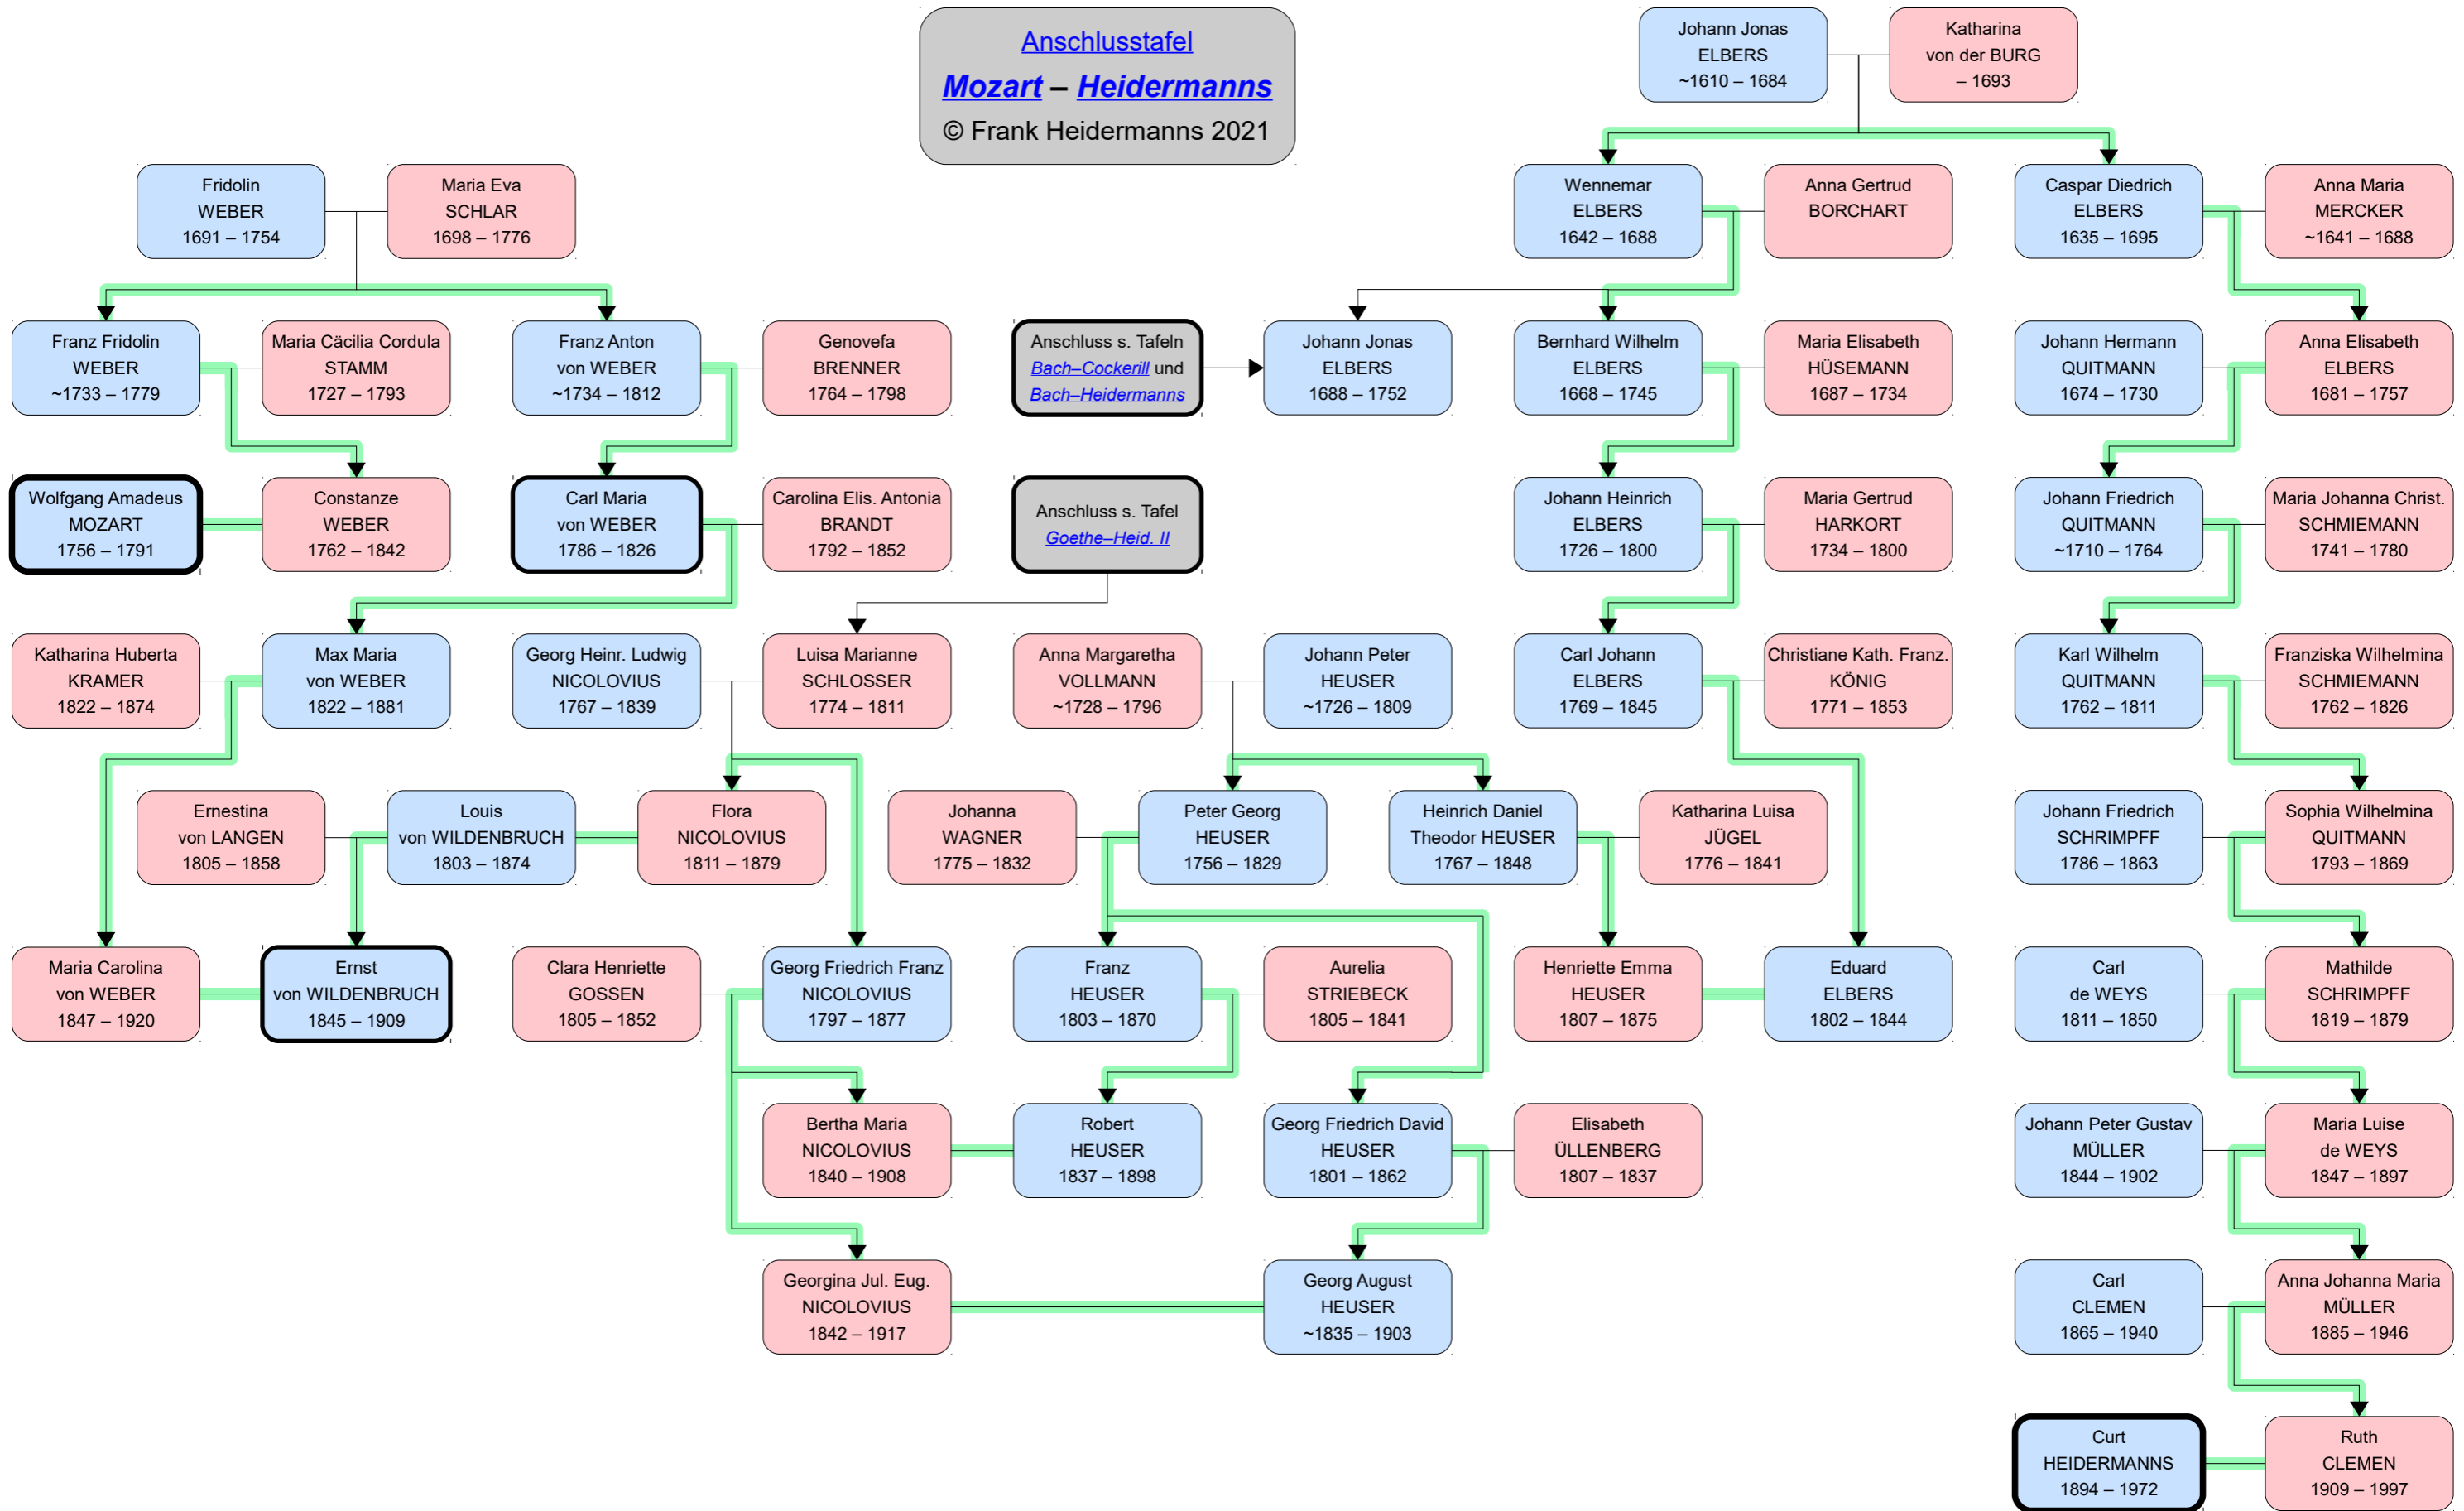 Anschlusstafel
Mozart – Heidermanns
© Frank Heidermanns 2021
Johann Jonas
ELBERS
~1610 – 1684
Katharina
von der BURG
– 1693
Fridolin
WEBER
1691 – 1754
Maria Eva
SCHLAR
1698 – 1776
Wennemar
ELBERS
1642 – 1688
Anna Gertrud
BORCHART
Caspar Diedrich
ELBERS
1635 – 1695
Anna Maria
MERCKER
~1641 – 1688
Franz Fridolin
WEBER
~1733 – 1779
Maria Cäcilia Cordula
STAMM
1727 – 1793
Franz Anton
von WEBER
~1734 – 1812
Genovefa
BRENNER
1764 – 1798
Anschluss s. Tafeln
Bach–Cockerill und
Bach–Heidermanns
Johann Jonas
ELBERS
1688 – 1752
Bernhard Wilhelm
ELBERS
1668 – 1745
Maria Elisabeth
HÜSEMANN
1687 – 1734
Johann Hermann
QUITMANN
1674 – 1730
Anna Elisabeth
ELBERS
1681 – 1757
Wolfgang Amadeus
MOZART
1756 – 1791
Constanze
WEBER
1762 – 1842
Carl Maria
von WEBER
1786 – 1826
Carolina Elis. Antonia
BRANDT
1792 – 1852
Anschluss s. Tafel
Goethe–Heid. II
Johann Heinrich
ELBERS
1726 – 1800
Maria Gertrud
HARKORT
1734 – 1800
Johann Friedrich
QUITMANN
~1710 – 1764
Maria Johanna Christ.
SCHMIEMANN
1741 – 1780
Katharina Huberta
KRAMER
1822 – 1874
Max Maria
von WEBER
1822 – 1881
Georg Heinr. Ludwig
NICOLOVIUS
1767 – 1839
Luisa Marianne
SCHLOSSER
1774 – 1811
Anna Margaretha
VOLLMANN
~1728 – 1796
Johann Peter
HEUSER
~1726 – 1809
Carl Johann
ELBERS
1769 – 1845
Christiane Kath. Franz.
KÖNIG
1771 – 1853
Karl Wilhelm
QUITMANN
1762 – 1811
Franziska Wilhelmina
SCHMIEMANN
1762 – 1826
Ernestina
von LANGEN
1805 – 1858
Louis
von WILDENBRUCH
1803 – 1874
Flora
NICOLOVIUS
1811 – 1879
Johanna
WAGNER
1775 – 1832
Peter Georg
HEUSER
1756 – 1829
Heinrich Daniel
Theodor HEUSER
1767 – 1848
Katharina Luisa
JÜGEL
1776 – 1841
Johann Friedrich
SCHRIMPFF
1786 – 1863
Sophia Wilhelmina
QUITMANN
1793 – 1869
Maria Carolina
von WEBER
1847 – 1920
Ernst
von WILDENBRUCH
1845 – 1909
Clara Henriette
GOSSEN
1805 – 1852
Georg Friedrich Franz
NICOLOVIUS
1797 – 1877
Franz
HEUSER
1803 – 1870
Aurelia
STRIEBECK
1805 – 1841
Henriette Emma
HEUSER
1807 – 1875
Eduard
ELBERS
1802 – 1844
Carl
de WEYS
1811 – 1850
Mathilde
SCHRIMPFF
1819 – 1879
Bertha Maria
NICOLOVIUS
1840 – 1908
Robert
HEUSER
1837 – 1898
Georg Friedrich David
HEUSER
1801 – 1862
Elisabeth
ÜLLENBERG
1807 – 1837
Johann Peter Gustav
MÜLLER
1844 – 1902
Maria Luise
de WEYS
1847 – 1897
Georgina Jul. Eug.
NICOLOVIUS
1842 – 1917
Georg August
HEUSER
~1835 – 1903
Carl
CLEMEN
1865 – 1940
Anna Johanna Maria
MÜLLER
1885 – 1946
Curt
HEIDERMANNS
1894 – 1972
Ruth
CLEMEN
1909 – 1997